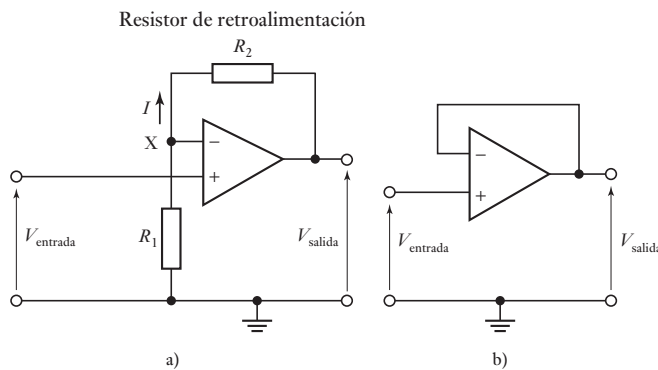 Resistor de retroalimentación
R2
I
X
−
+
R1
Ventrada
Vsalida
a)
−
+
Ventrada
Vsalida
b)